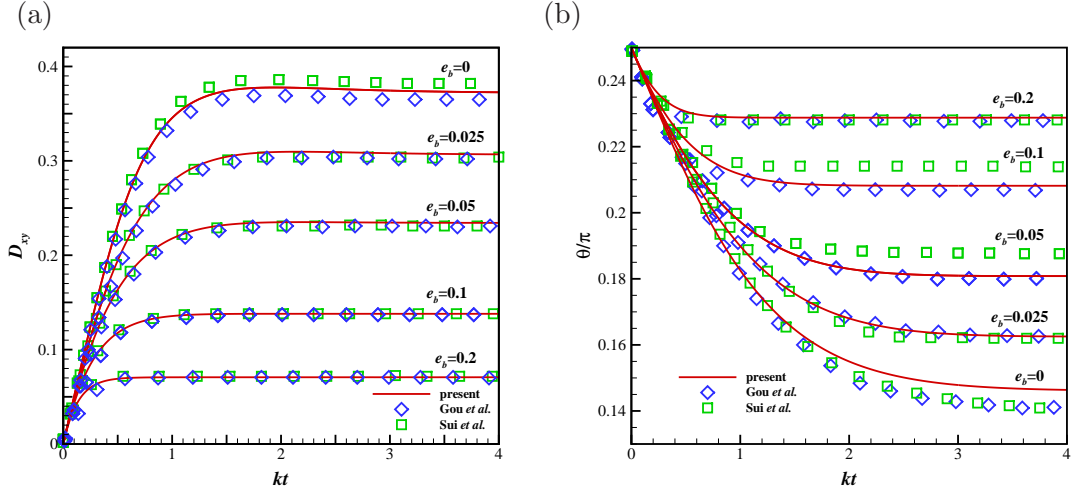 (a)
(b)
D_xy
0.4
0.3
0.2
0.1
0
0
1
2
3
4
kt
e_b=0
e_b=0.025
e_b=0.05
e_b=0.1
e_b=0.2
present
Gou et al.
Sui et al.
θ/π
0.24
0.22
0.2
0.18
0.16
0.14
0
1
2
3
4
kt
e_b=0.2
e_b=0.1
e_b=0.05
e_b=0.025
e_b=0
present
Gou et al.
Sui et al.